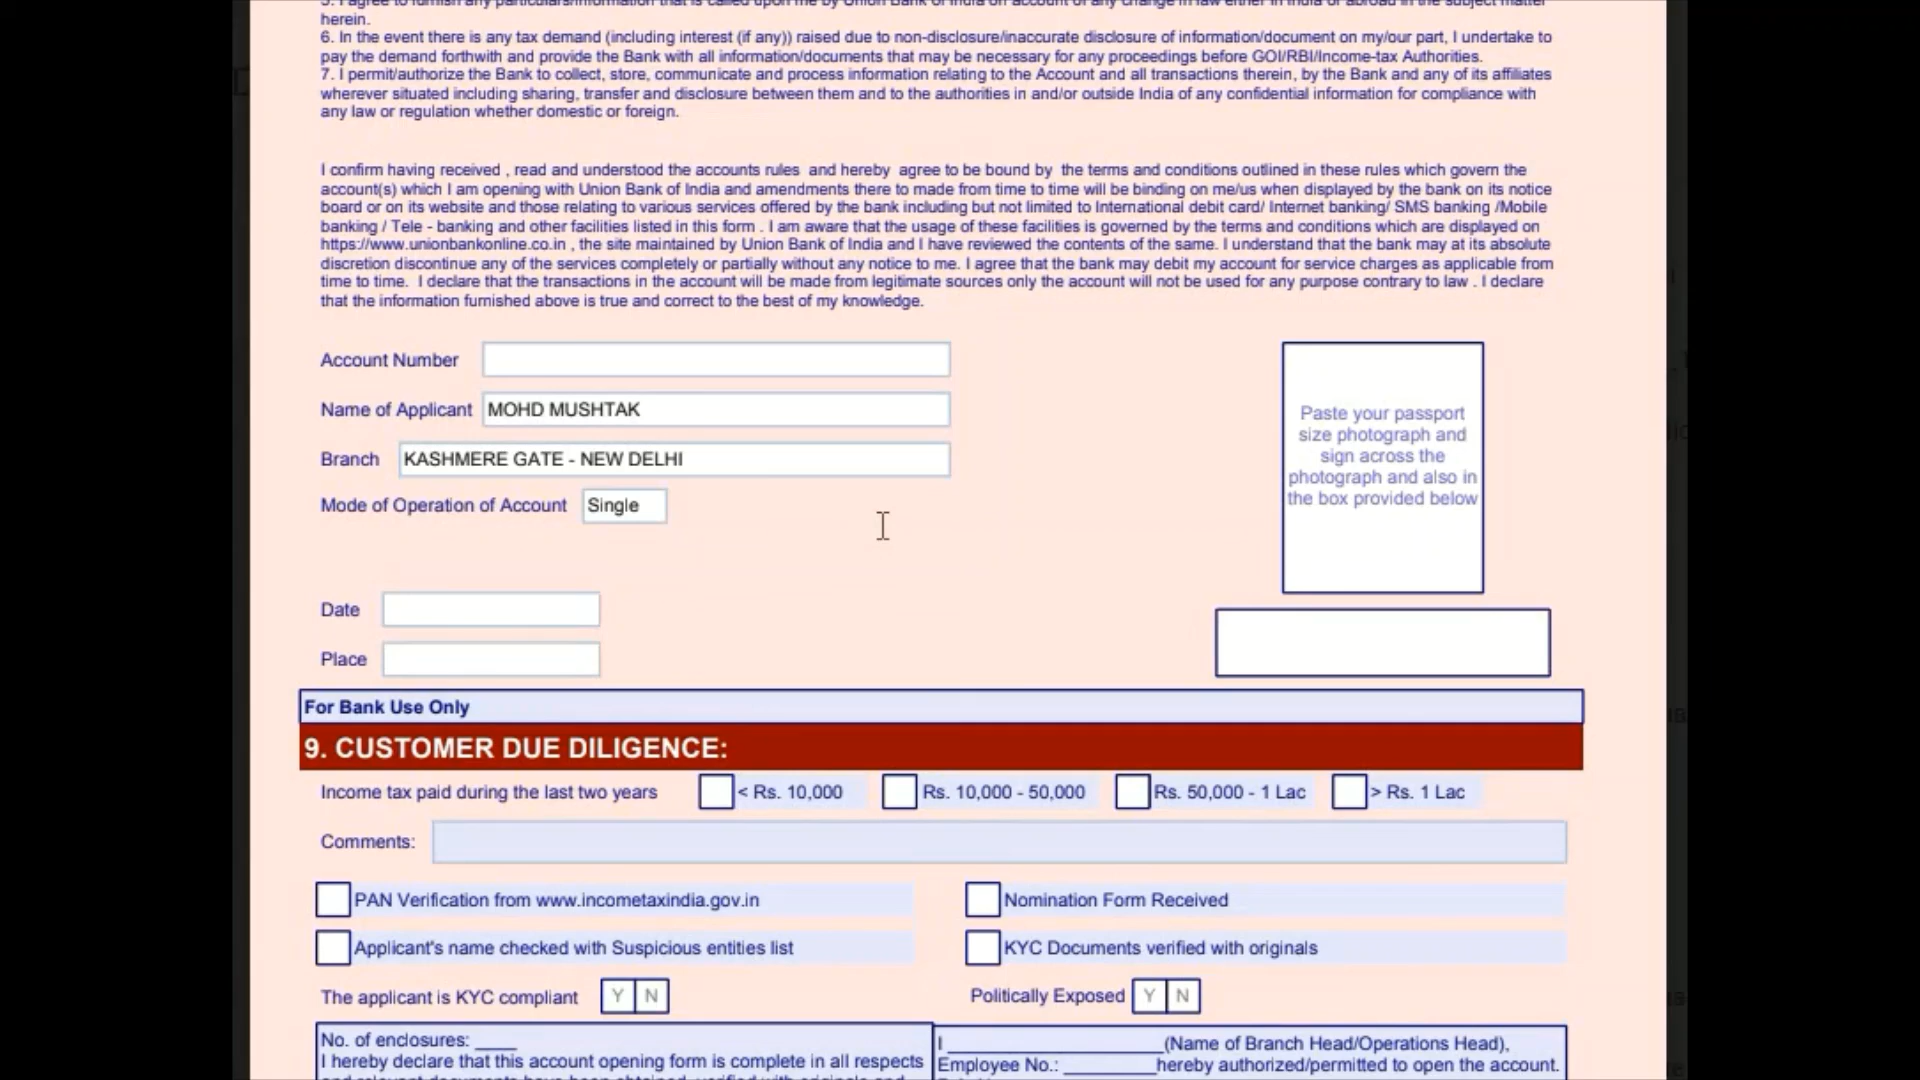 5. I agree to furnish any particulars/information that is called upon me by Union Bank of India on account of any change in law either in India or abroad in the subject matter
herein.
6. In the event there is any tax demand (including interest (if any)) raised due to non-disclosure/inaccurate disclosure of information/document on my/our part, I undertake to
pay the demand forthwith and provide the Bank with all information/documents that may be necessary for any proceedings before GOI/RBI/Income-tax Authorities.
7. I permit/authorize the Bank to collect, store, communicate and process information relating to the Account and all transactions therein, by the Bank and any of its affiliates
wherever situated including sharing, transfer and disclosure between them and to the authorities in and/or outside India of any confidential information for compliance with
any law or regulation whether domestic or foreign.
I confirm having received , read and understood the accounts rules and hereby agree to be bound by the terms and conditions outlined in these rules which govern the
account(s) which I am opening with Union Bank of India and amendments there to made from time to time will be binding on me/us when displayed by the bank on its notice
board or on its website and those relating to various services offered by the bank including but not limited to International debit card/ Internet banking/ SMS banking /Mobile
banking / Tele - banking and other facilities listed in this form . I am aware that the usage of these facilities is governed by the terms and conditions which are displayed on
https://www.unionbankonline.co.in , the site maintained by Union Bank of India and I have reviewed the contents of the same. I understand that the bank may at its absolute
discretion discontinue any of the services completely or partially without any notice to me. I agree that the bank may debit my account for service charges as applicable from
time to time. I declare that the transactions in the account will be made from legitimate sources only the account will not be used for any purpose contrary to law . I declare
that the information furnished above is true and correct to the best of my knowledge.
Account Number
Name of Applicant MOHD MUSHTAK
Branch KASHMERE GATE - NEW DELHI
Mode of Operation of Account Single
Paste your passport
size photograph and
sign across the
photograph and also in
the box provided below
Date
Place
For Bank Use Only
9. CUSTOMER DUE DILIGENCE:
Income tax paid during the last two years < Rs. 10,000 Rs. 10,000 - 50,000 Rs. 50,000 - 1 Lac > Rs. 1 Lac
Comments:
PAN Verification from www.incometaxindia.gov.in Nomination Form Received
Applicant's name checked with Suspicious entities list KYC Documents verified with originals
The applicant is KYC compliant Y N Politically Exposed Y N
No. of enclosures: ____
I hereby declare that this account opening form is complete in all respects
I ____________________(Name of Branch Head/Operations Head),
Employee No.: _________hereby authorized/permitted to open the account.